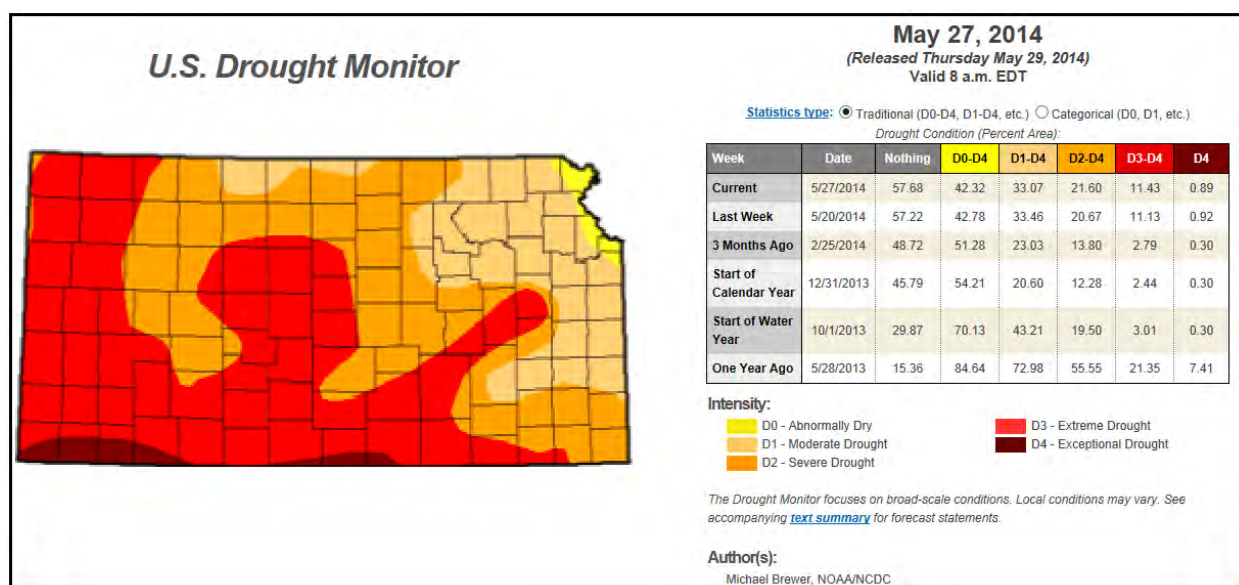 U.S. Drought Monitor
May 27, 2014
(Released Thursday May 29, 2014)
Valid 8 a.m. EDT
Statistics type: Traditional (D0-D4, D1-D4, etc.) Categorical (D0, D1, etc.)
Drought Condition (Percent Area):
Week Date Nothing D0-D4 D1-D4 D2-D4 D3-D4 D4
Current 5/27/2014 57.68 42.32 33.07 21.60 11.43 0.89
Last Week 5/20/2014 57.22 42.78 33.46 20.67 11.13 0.92
3 Months Ago 2/25/2014 48.72 51.28 23.03 13.80 2.79 0.30
Start of
Calendar Year 12/31/2013 45.79 54.21 20.60 12.28 2.44 0.30
Start of Water
Year 10/1/2013 29.87 70.13 43.21 19.50 3.01 0.30
One Year Ago 5/28/2013 15.36 84.64 72.98 55.55 21.35 7.41
Intensity:
D0 - Abnormally Dry
D1 - Moderate Drought
D2 - Severe Drought
D3 - Extreme Drought
D4 - Exceptional Drought
The Drought Monitor focuses on broad-scale conditions. Local conditions may vary. See
accompanying text summary for forecast statements.
Author(s):
Michael Brewer, NOAA/NCDC